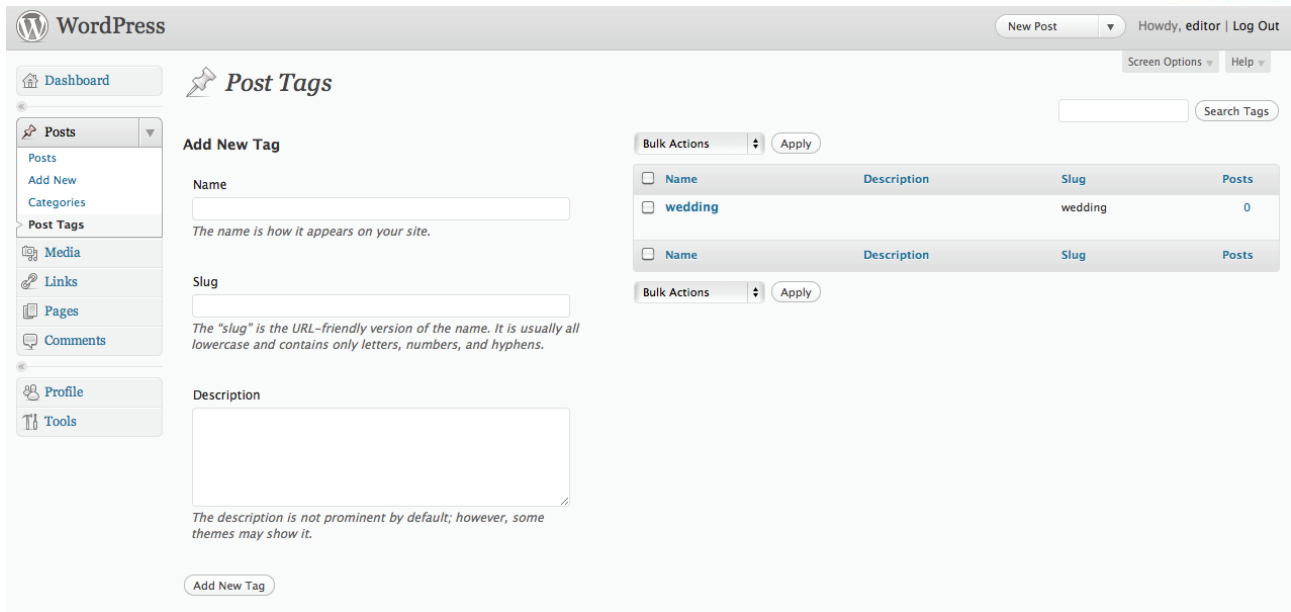 WordPress
New Post
Howdy, editor | Log Out
Screen Options
Help
Dashboard
Posts
Posts
Add New
Categories
Post Tags
Media
Links
Pages
Comments
Profile
Tools
Post Tags
Search Tags
Add New Tag
Name
The name is how it appears on your site.
Slug
The “slug” is the URL-friendly version of the name. It is usually all
lowercase and contains only letters, numbers, and hyphens.
Description
The description is not prominent by default; however, some
themes may show it.
Add New Tag
Bulk Actions Apply
Name Description Slug Posts
wedding wedding 0
Name Description Slug Posts
Bulk Actions Apply